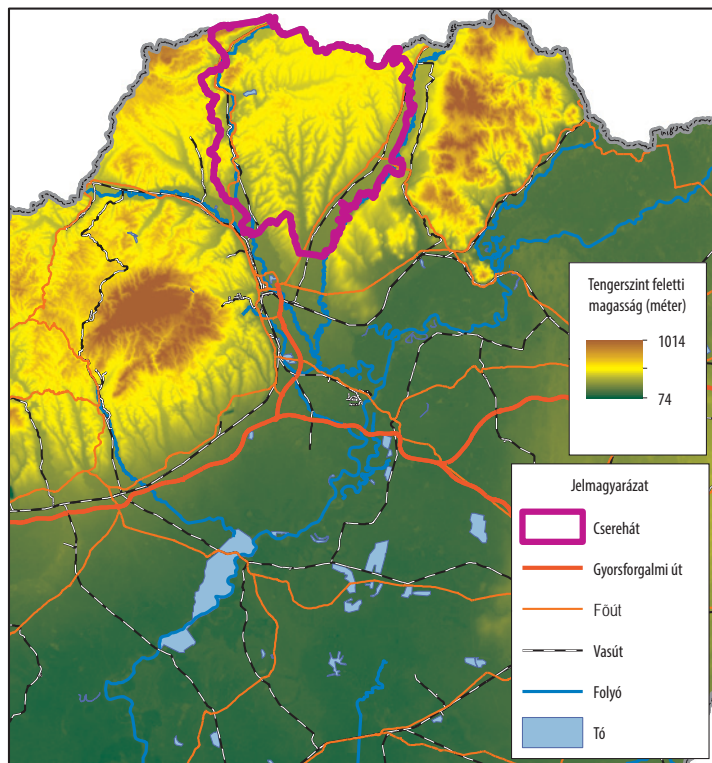 Tengerszint feletti
magasság (méter)
1014
74
Jelmagyarázat
Cserehát
Gyorsforgalmi út
Főút
Vasút
Folyó
Tó